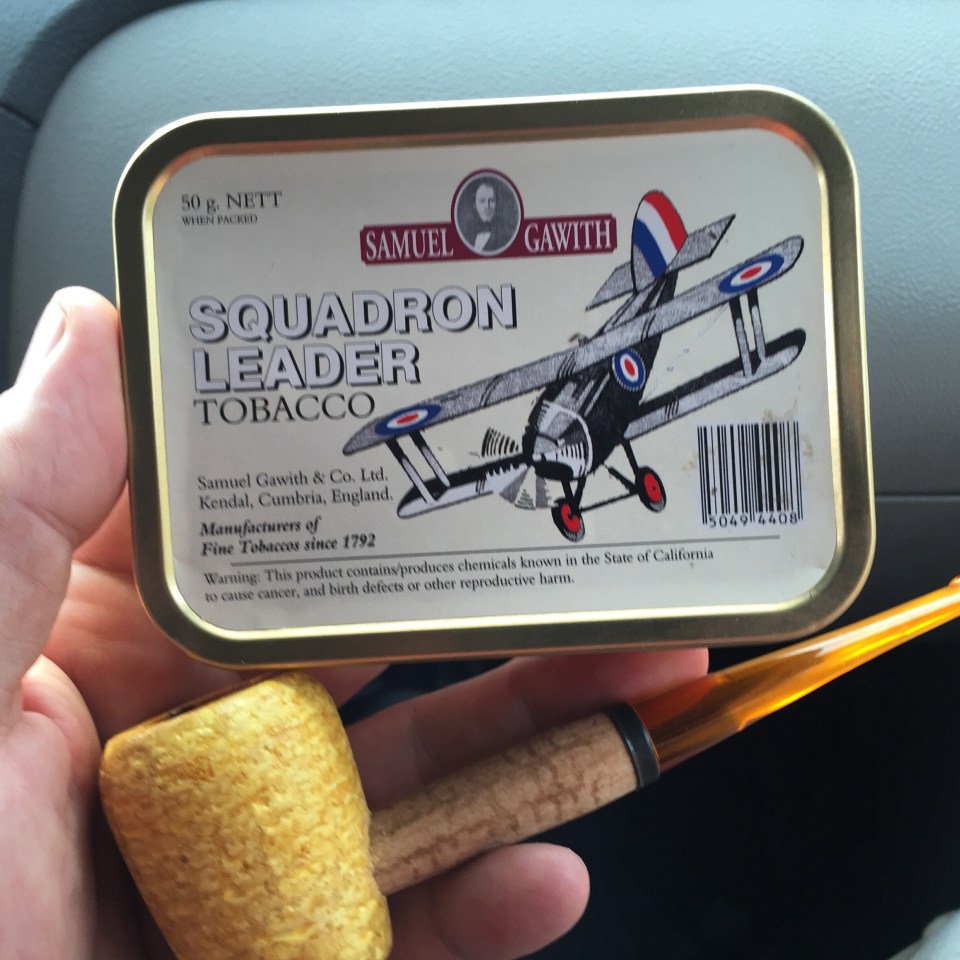 50 g. NETT
WHEN PACKED
SAMUEL GAWITH
SQUADRON
LEADER
TOBACCO
Samuel Gawith & Co. Ltd.
Kendal, Cumbria, England.
Manufacturers of
Fine Tobaccos since 1792
5049 4408
Warning: This product contains/produces chemicals known in the State of California
to cause cancer, and birth defects or other reproductive harm.